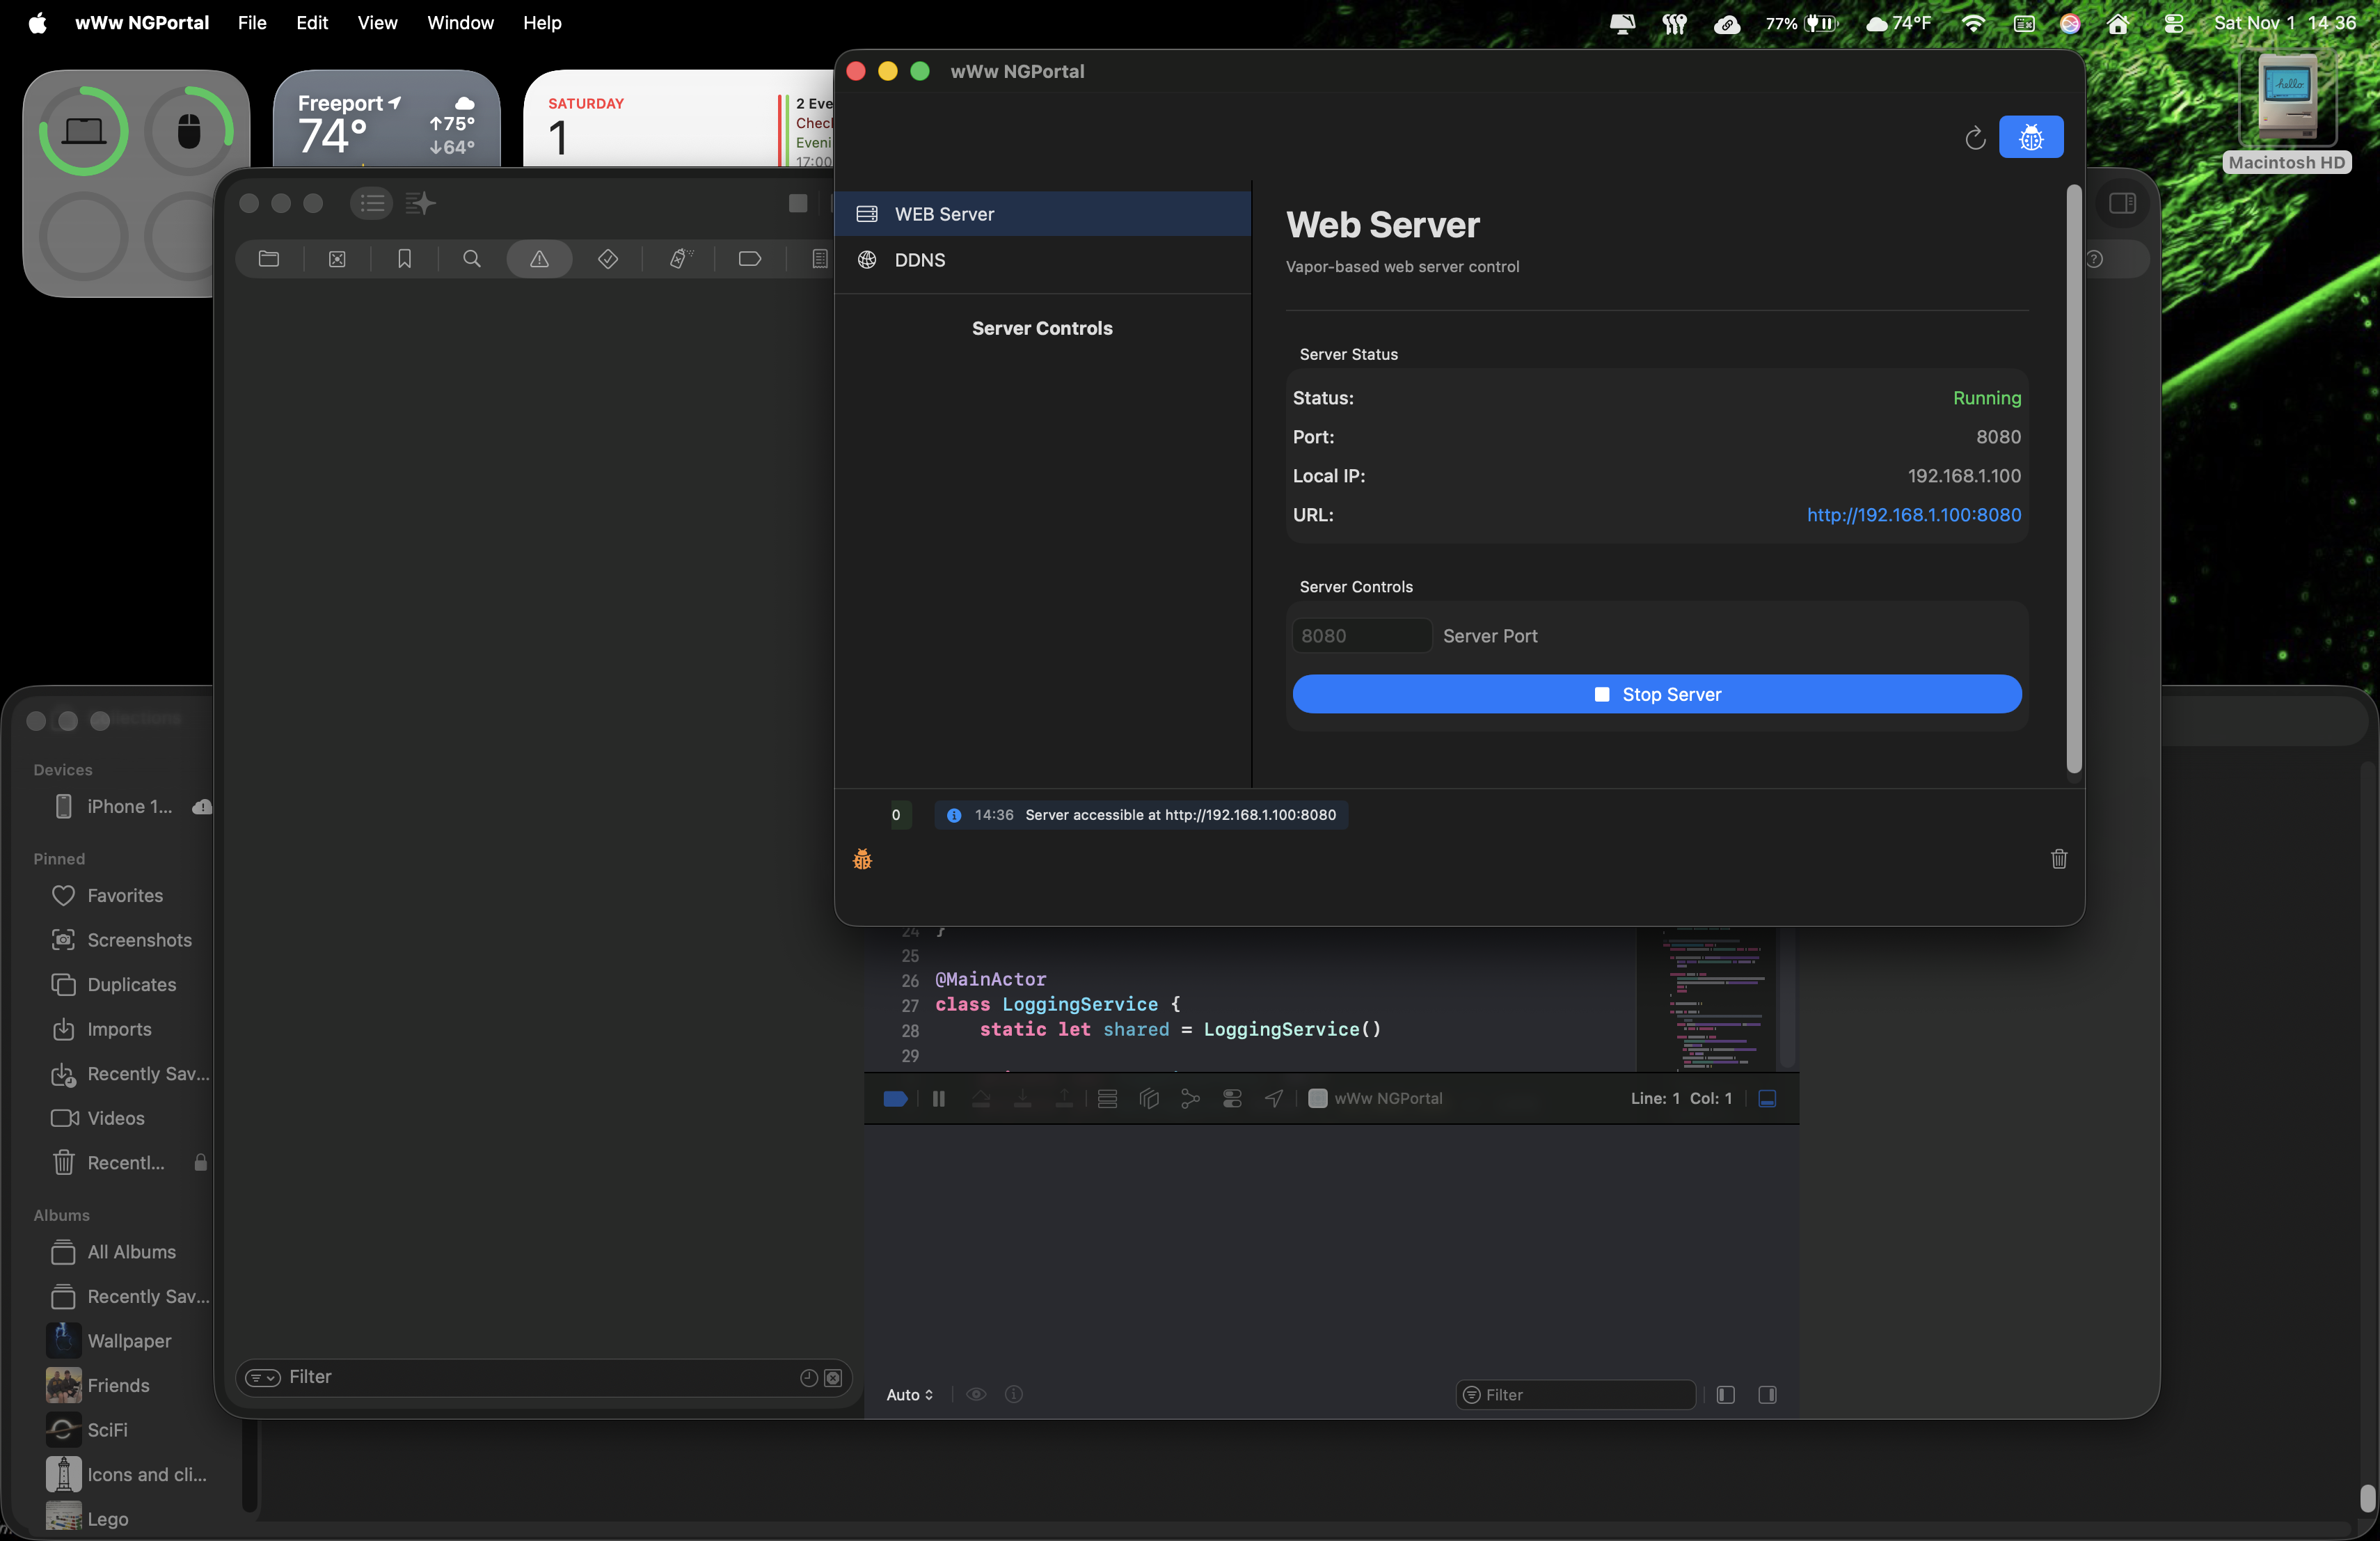 wWw NGPortal File Edit View Window Help
77% 74°F Sat Nov 1 14 36
Freeport
74°
↑75°
↓64°
SATURDAY
1
2 Eve
Chec
Eveni
17:00
hello.
Macintosh HD
wWw NGPortal
WEB Server
DDNS
Server Controls
Web Server
Vapor-based web server control
Server Status
Status: Running
Port: 8080
Local IP: 192.168.1.100
URL: http://192.168.1.100:8080
Server Controls
8080 Server Port
Stop Server
0 14:36 Server accessible at http://192.168.1.100:8080
24 }
25
26 @MainActor
27 class LoggingService {
28 static let shared = LoggingService()
29
wWw NGPortal Line: 1 Col: 1
Auto Filter
Filter
Devices
iPhone 1...
Pinned
Favorites
Screenshots
Duplicates
Imports
Recently Sav...
Videos
Recentl...
Albums
All Albums
Recently Sav...
Wallpaper
Friends
SciFi
Icons and cli...
Lego